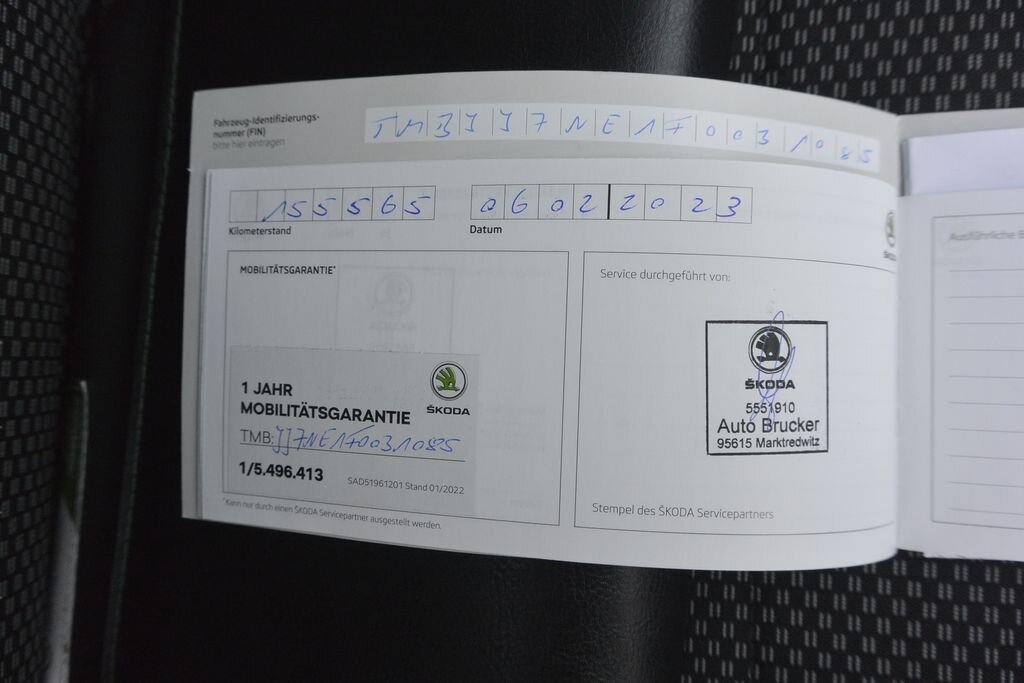 Fahrzeug-Identifizierungs-
nummer (FIN)
bitte hier eintragen
TMBJJ7NE1F0031085
155565
06022023
Kilometerstand
Datum
MOBILITÄTSGARANTIE*
Service durchgeführt von:
1 JAHR
MOBILITÄTSGARANTIE
ŠKODA
TMB: JJ7NE1F0031085
1/5.496.413
SAD51961201 Stand 01/2022
*Kann nur durch einen ŠKODA Servicepartner ausgestellt werden.
ŠKODA
5551910
Auto Brucker
95615 Marktredwitz
Stempel des ŠKODA Servicepartners
Ausführliche